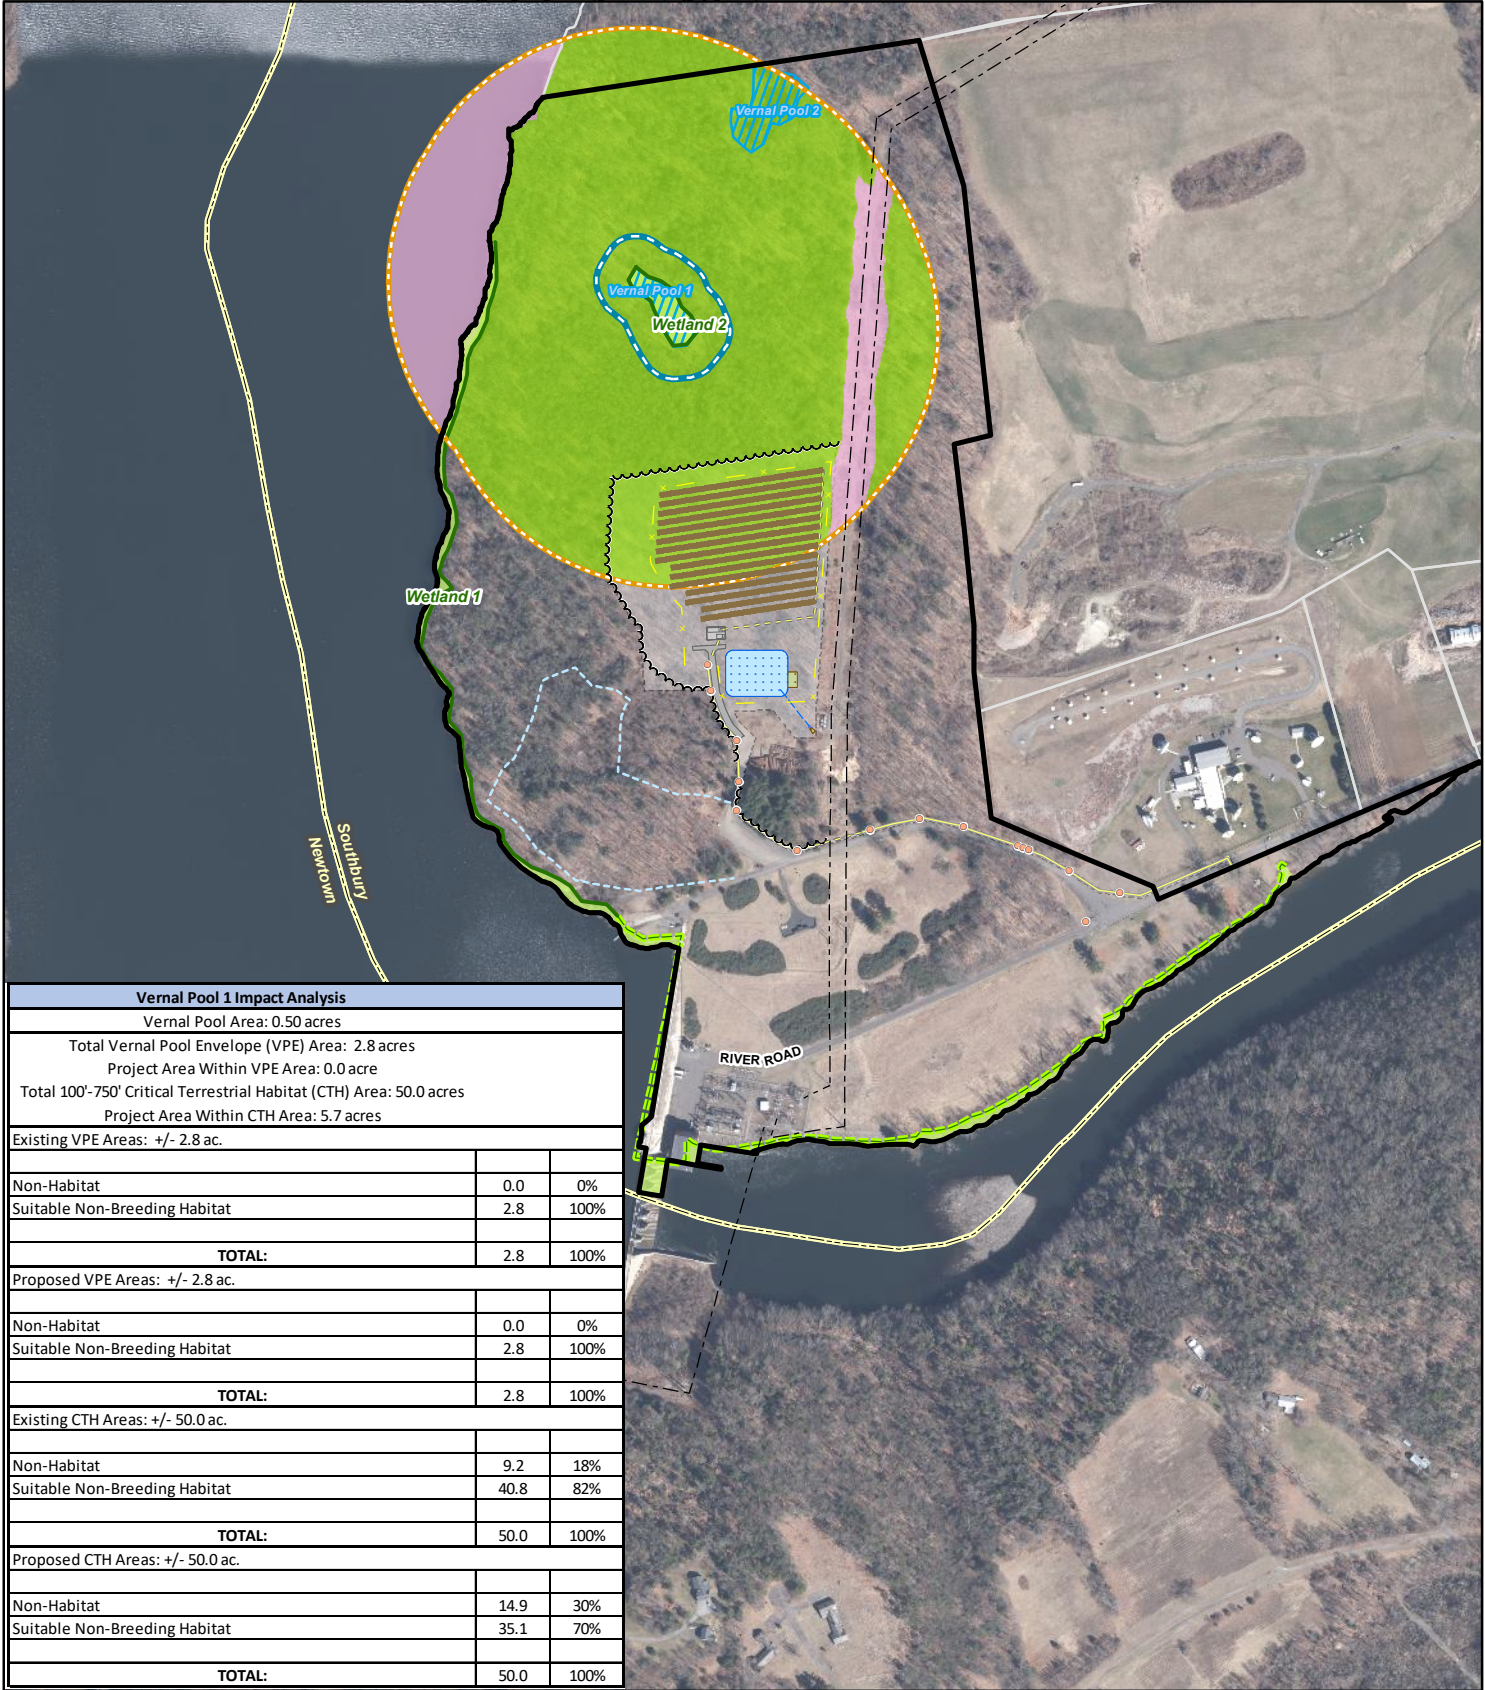 Vernal Pool 2
Vernal Pool 1
Wetland 2
Wetland 1
Southbury
Newtown
RIVER ROAD
Vernal Pool 1 Impact Analysis
Vernal Pool Area: 0.50 acres
Total Vernal Pool Envelope (VPE) Area: 2.8 acres
Project Area Within VPE Area: 0.0 acre
Total 100'-750' Critical Terrestrial Habitat (CTH) Area: 50.0 acres
Project Area Within CTH Area: 5.7 acres
Existing VPE Areas: +/- 2.8 ac.
Non-Habitat 0.0 0%
Suitable Non-Breeding Habitat 2.8 100%
TOTAL: 2.8 100%
Proposed VPE Areas: +/- 2.8 ac.
Non-Habitat 0.0 0%
Suitable Non-Breeding Habitat 2.8 100%
TOTAL: 2.8 100%
Existing CTH Areas: +/- 50.0 ac.
Non-Habitat 9.2 18%
Suitable Non-Breeding Habitat 40.8 82%
TOTAL: 50.0 100%
Proposed CTH Areas: +/- 50.0 ac.
Non-Habitat 14.9 30%
Suitable Non-Breeding Habitat 35.1 70%
TOTAL: 50.0 100%